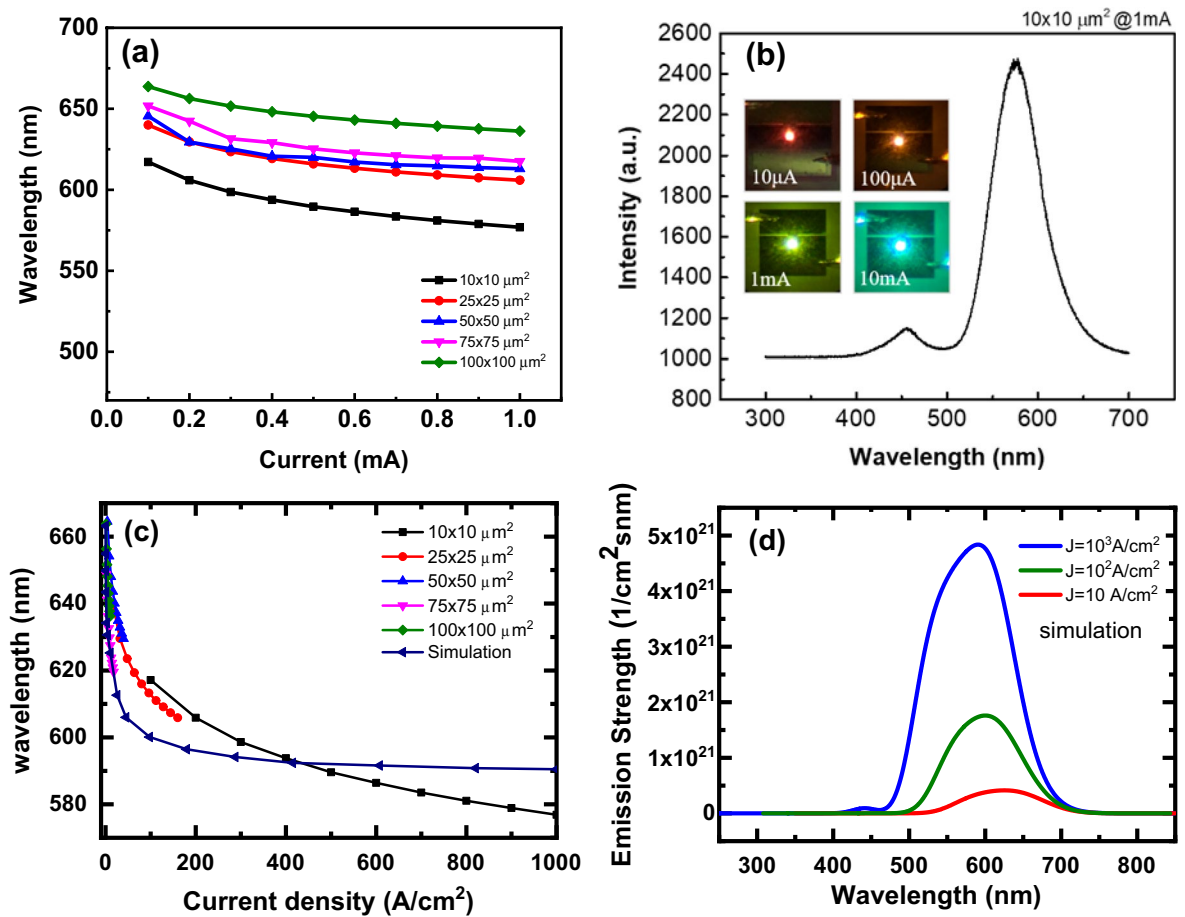 (a)
700
650
600
550
500
0.0 0.2 0.4 0.6 0.8 1.0
Wavelength (nm)
Current (mA)
10x10 μm²
25x25 μm²
50x50 μm²
75x75 μm²
100x100 μm²
10x10 μm² @1mA
(b)
2600
2400
2200
2000
1800
1600
1400
1200
1000
800
300 400 500 600 700
Intensity (a.u.)
Wavelength (nm)
10μA
100μA
1mA
10mA
(c)
660
640
620
600
580
0 200 400 600 800 1000
wavelength (nm)
Current density (A/cm²)
10x10 μm²
25x25 μm²
50x50 μm²
75x75 μm²
100x100 μm²
Simulation
(d)
5x10²¹
4x10²¹
3x10²¹
2x10²¹
1x10²¹
0
300 400 500 600 700 800
Emission Strength (1/cm² snm)
Wavelength (nm)
J=10³A/cm²
J=10²A/cm²
J=10 A/cm²
simulation